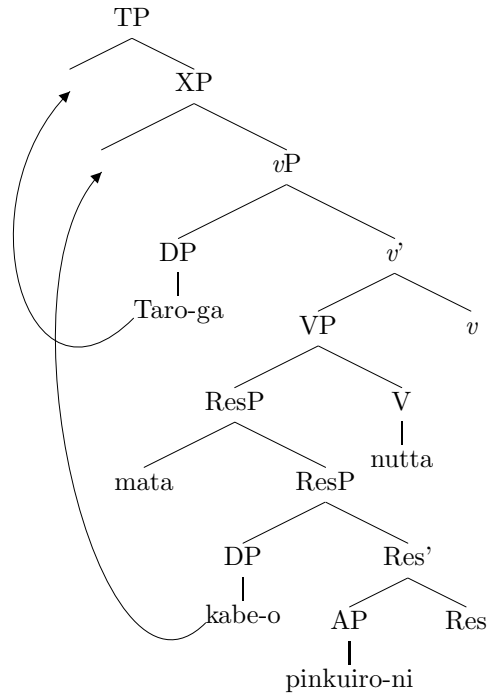 TP
XP
vP
DP v’
Taro-ga VP v
ResP V
mata ResP nutta
DP Res’
kabe-o AP Res
pinkuiro-ni